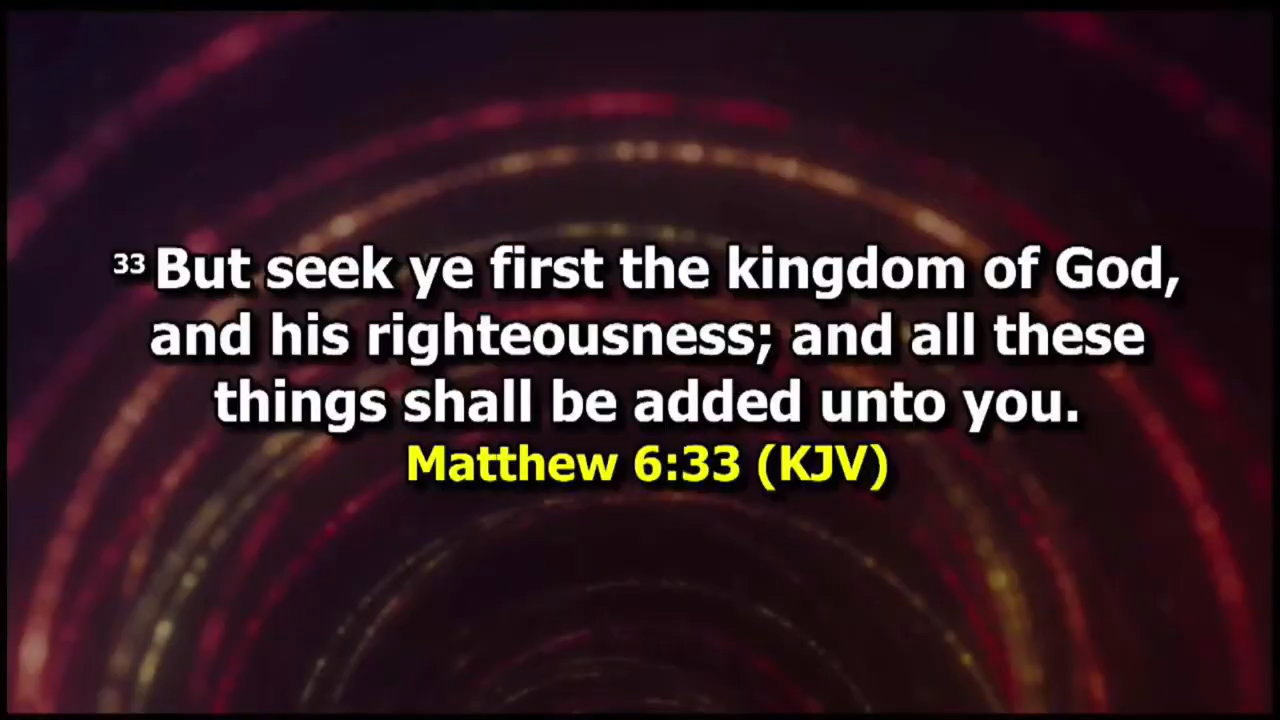 33 But seek ye first the kingdom of God,
and his righteousness; and all these
things shall be added unto you.
Matthew 6:33 (KJV)